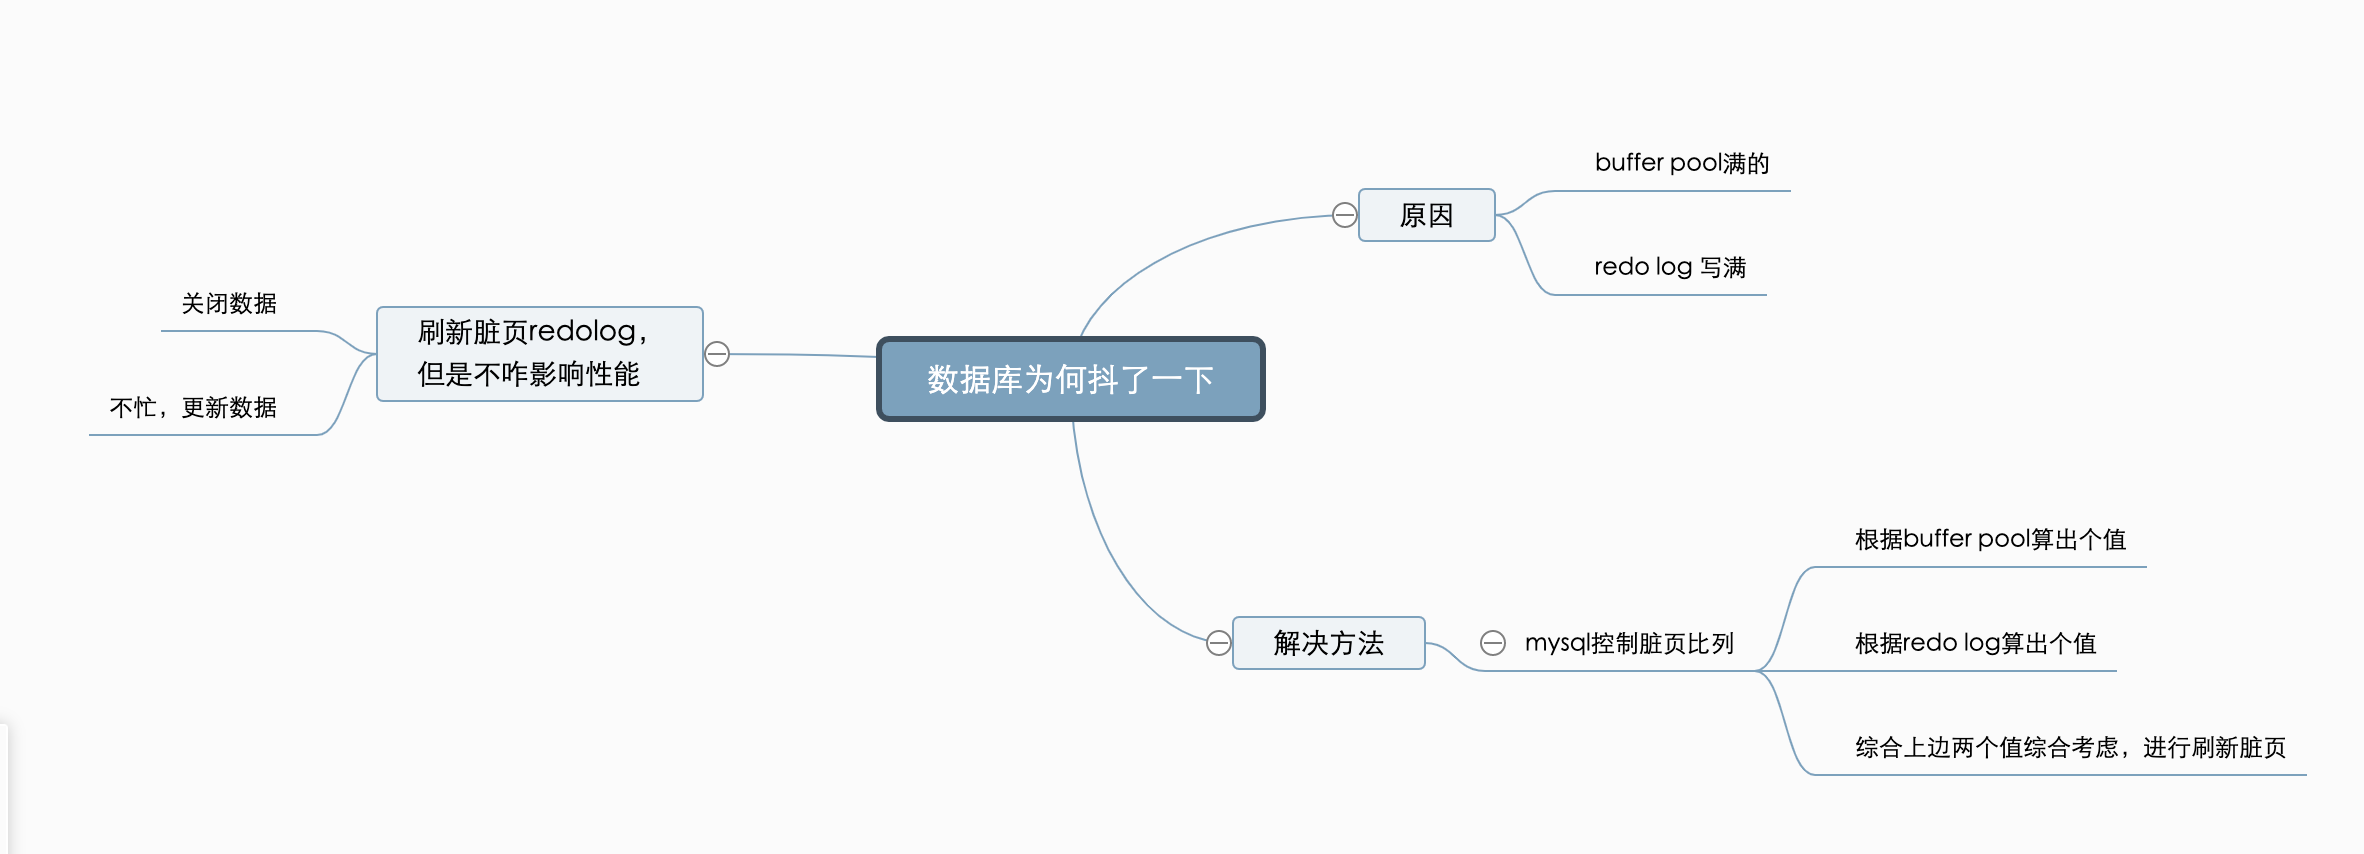 数据库为何抖了一下
原因
buffer pool满的
redo log 写满
解决方法
mysql控制脏页比列
根据buffer pool算出个值
根据redo log算出个值
综合上边两个值综合考虑，进行刷新脏页
刷新脏页redolog，
但是不咋影响性能
关闭数据
不忙，更新数据